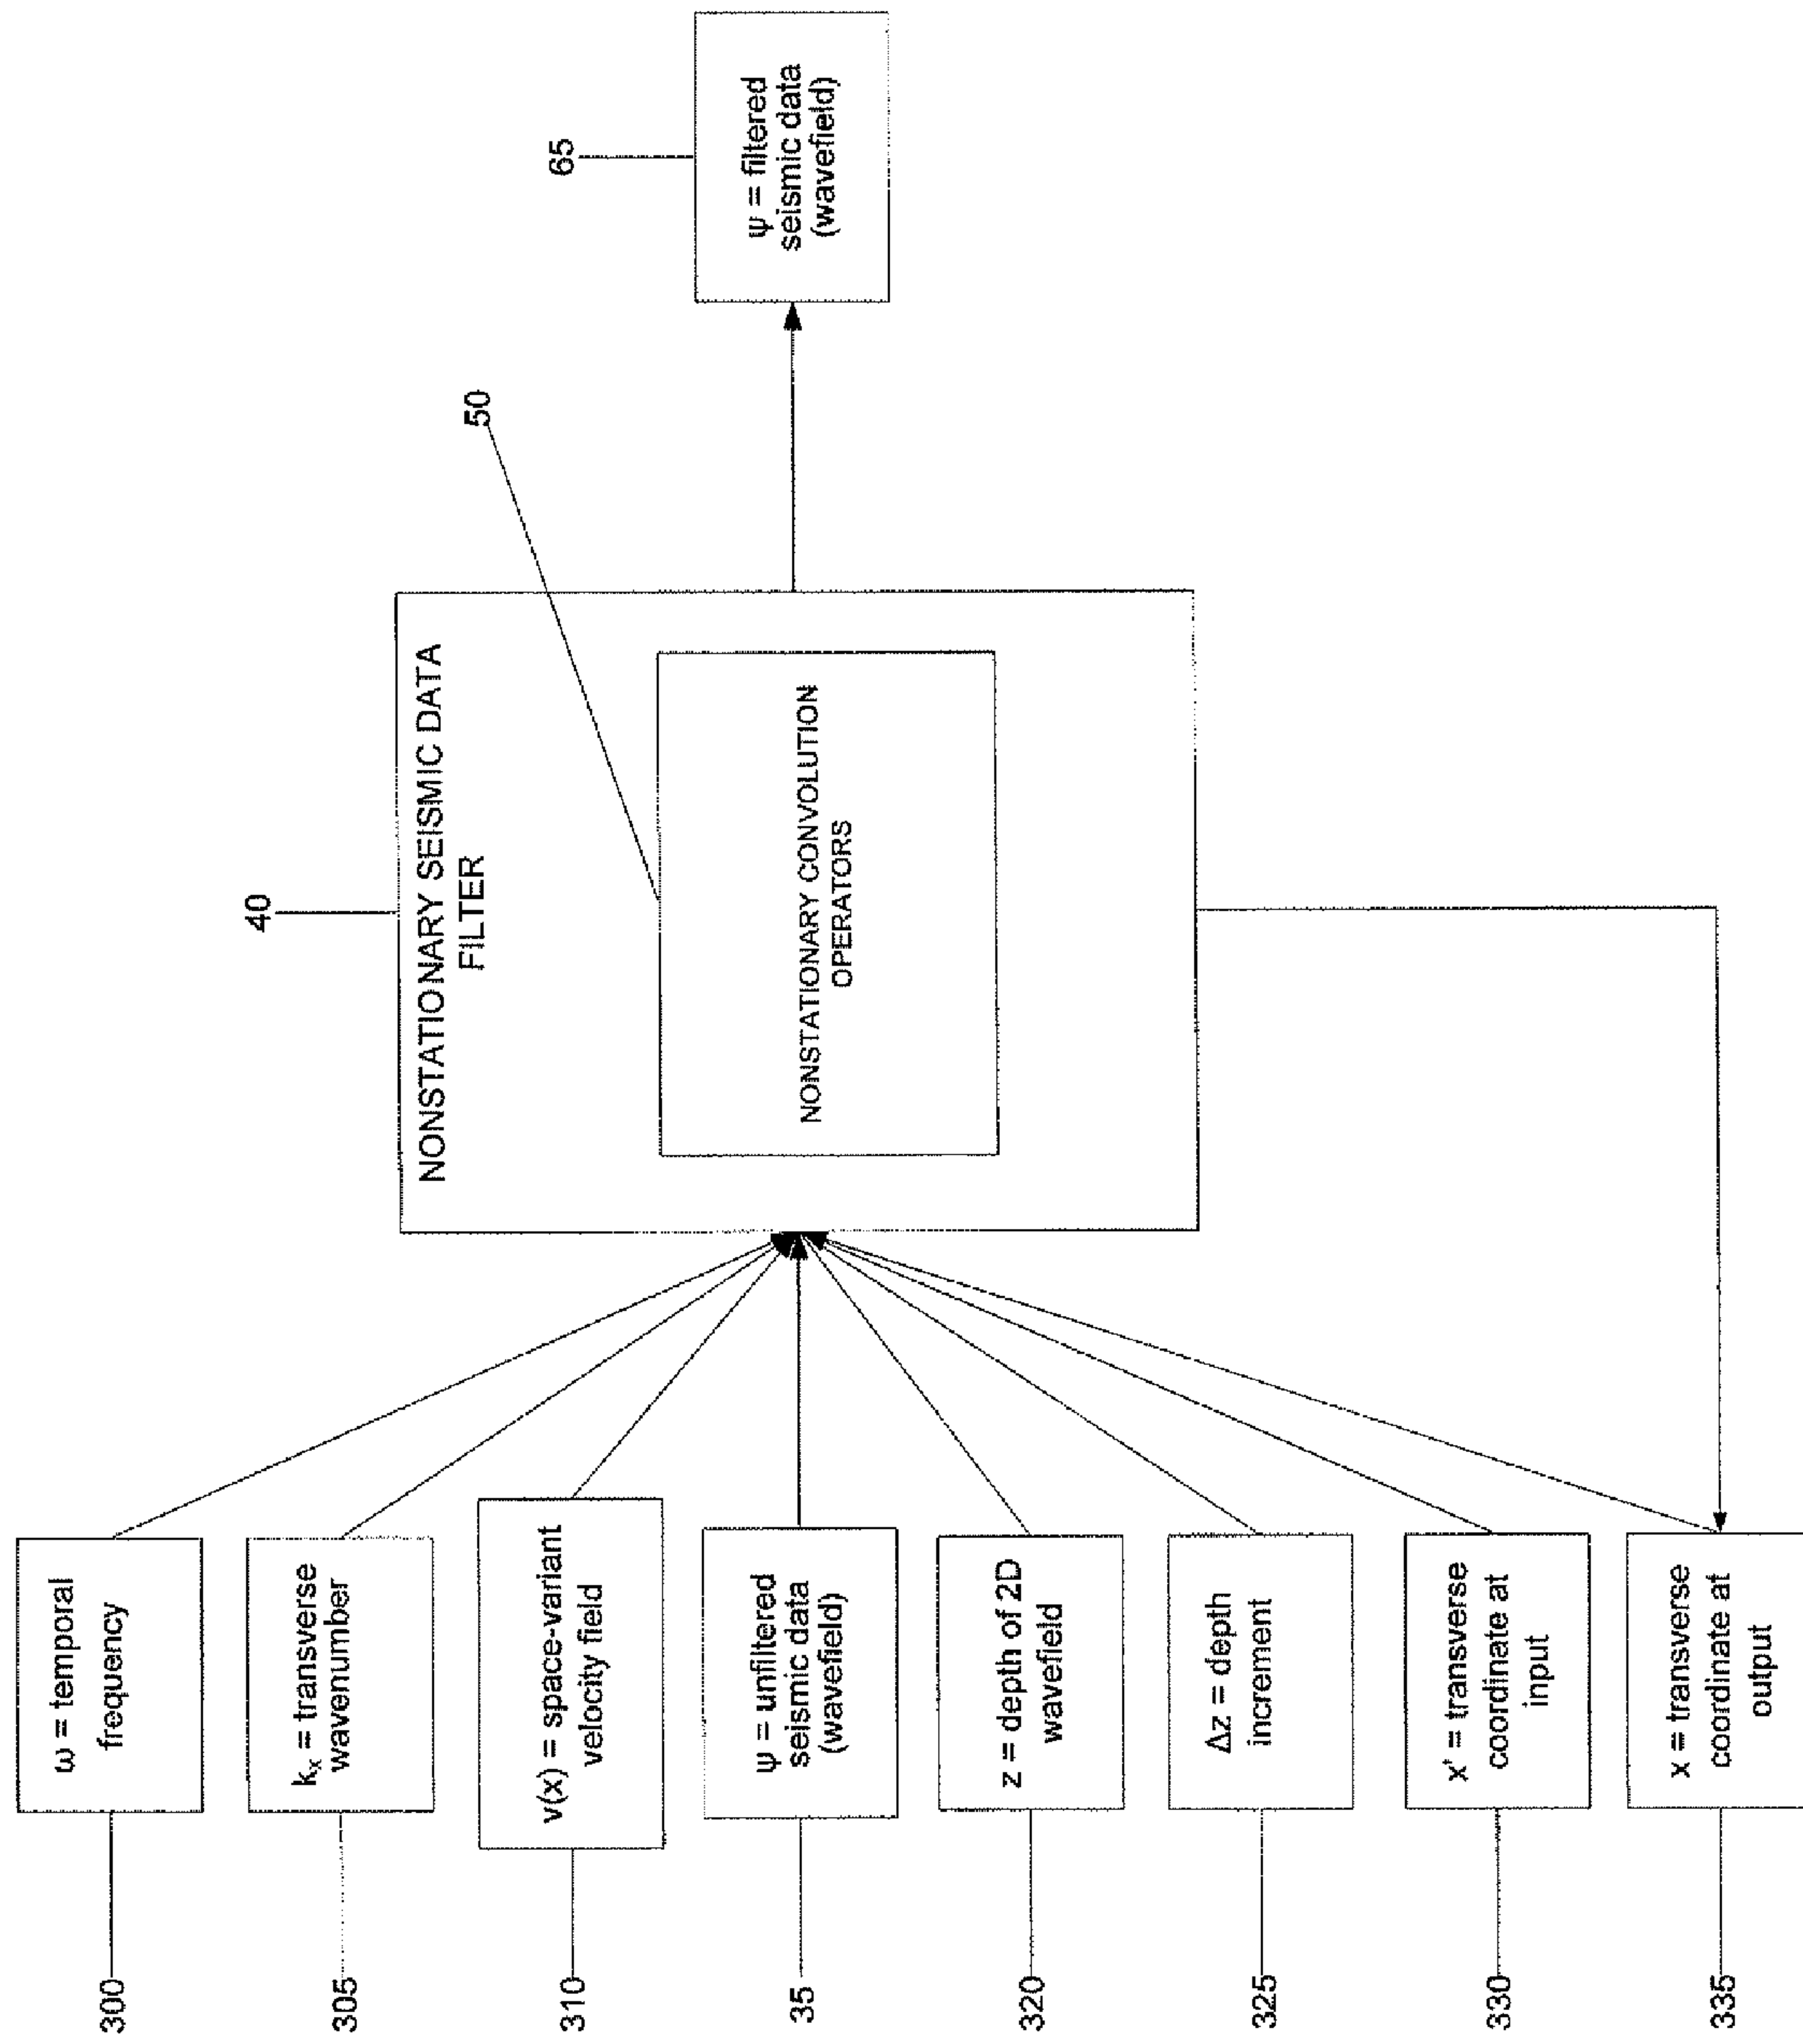 300
ω = temporal
frequency
305
kₓ = transverse
wavenumber
310
v(x) = space-variant
velocity field
35
ψ = unfiltered
seismic data
(wavefield)
320
z = depth of 2D
wavefield
325
Δz = depth
increment
330
x' = transverse
coordinate at
input
335
x = transverse
coordinate at
output
40
NONSTATIONARY SEISMIC DATA
FILTER
50
NONSTATIONARY CONVOLUTION
OPERATORS
65
ψ = filtered
seismic data
(wavefield)